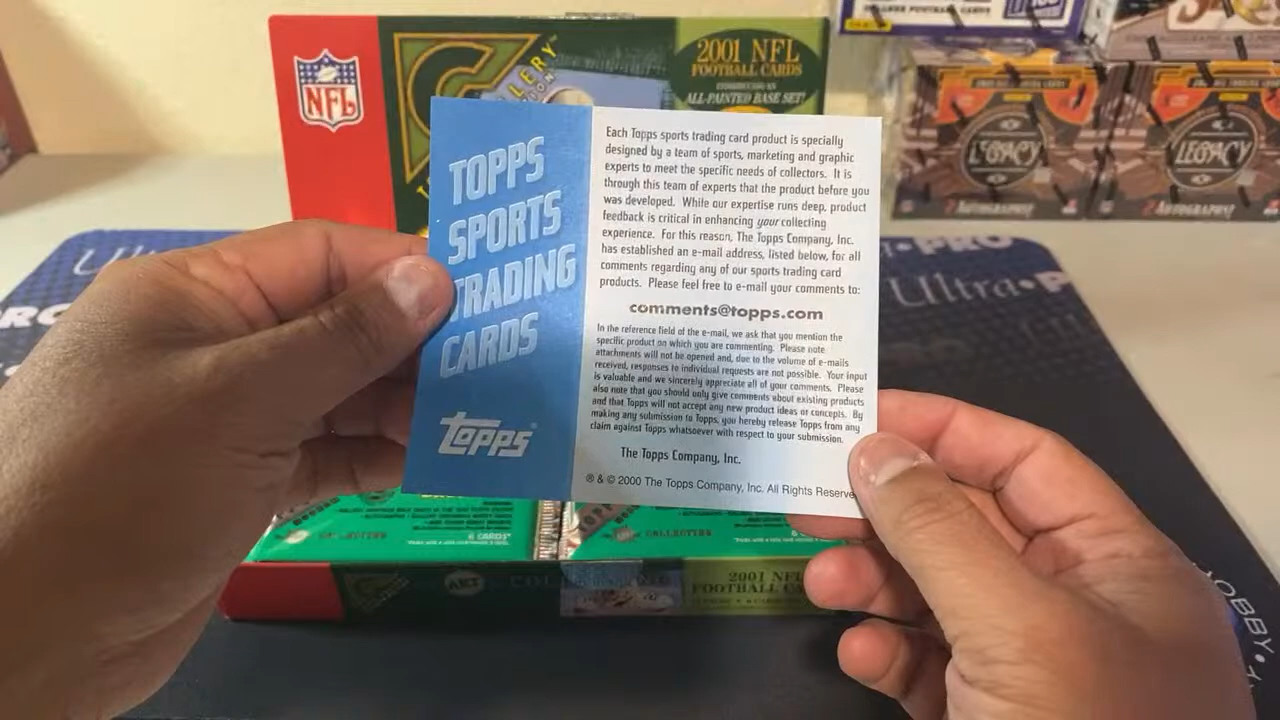 2001 NFL
FOOTBALL CARDS
ALL-PAINTED BASE SET!
NFL
LEGACY
LEGACY
TOPPS
SPORTS
TRADING
CARDS
topps
Each Topps sports trading card product is specially
designed by a team of sports, marketing and graphic
experts to meet the specific needs of collectors. It is
through this team of experts that the product before you
was developed. While our expertise runs deep, product
feedback is critical in enhancing your collecting
experience. For this reason, The Topps Company, Inc.
has established an e-mail address, listed below, for all
comments regarding any of our sports trading card
products. Please feel free to e-mail your comments to:
comments@topps.com
In the reference field of the e-mail, we ask that you mention the
specific product on which you are commenting. Please note
attachments will not be opened and, due to the volume of e-mails
received, responses to individual requests are not possible. Your input
is valuable and we sincerely appreciate all of your comments. Please
also note that you should only give comments about existing products
and that Topps will not accept any new product ideas or concepts. By
making any submission to Topps, you hereby release Topps from any
claim against Topps whatsoever with respect to your submission.
The Topps Company, Inc.
® & © 2000 The Topps Company, Inc. All Rights Reserve
Ultra•PRO
6 CARDS*
2001 NFL
FOOTBALL